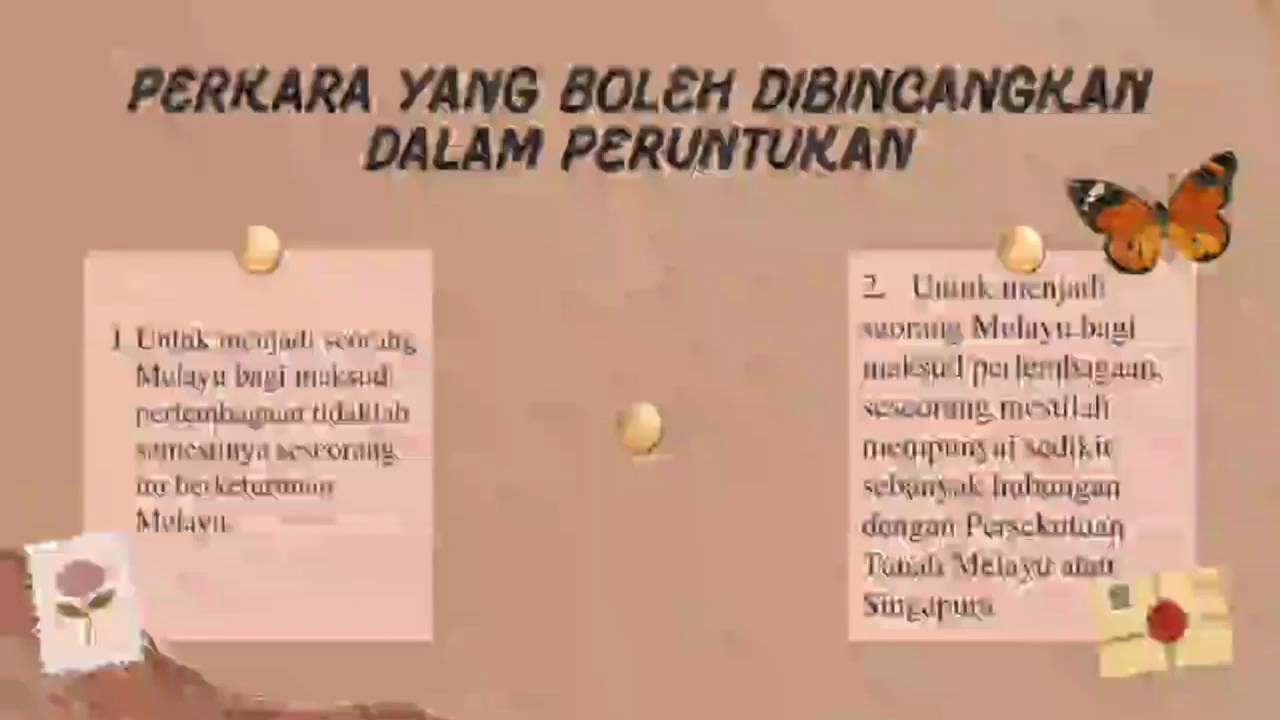 PERKARA YANG BOLEH DIBINCANGKAN
DALAM PERUNTUKAN
1 Untuk menjadi seorang
Melayu bagi maksud
perlembagaan tidaklah
semestinya seseorang
itu berketurunan
Melayu.
2. Untuk menjadi
seorang Melayu bagi
maksud perlembagaan,
seseorang mestilah
mempunyai sedikit
sebanyak hubungan
dengan Persekutuan
Tanah Melayu atau
Singapura